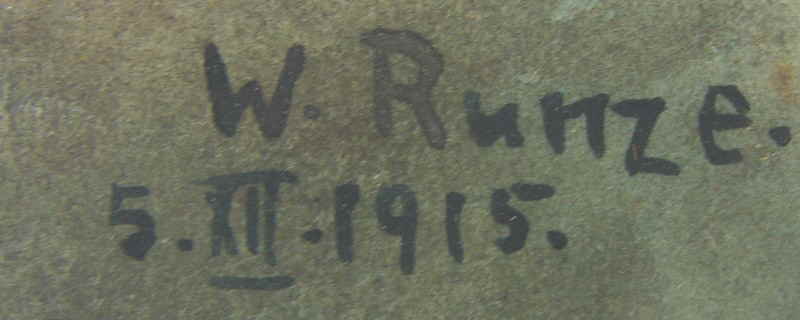 W. Runze.
5. XII. 1915.